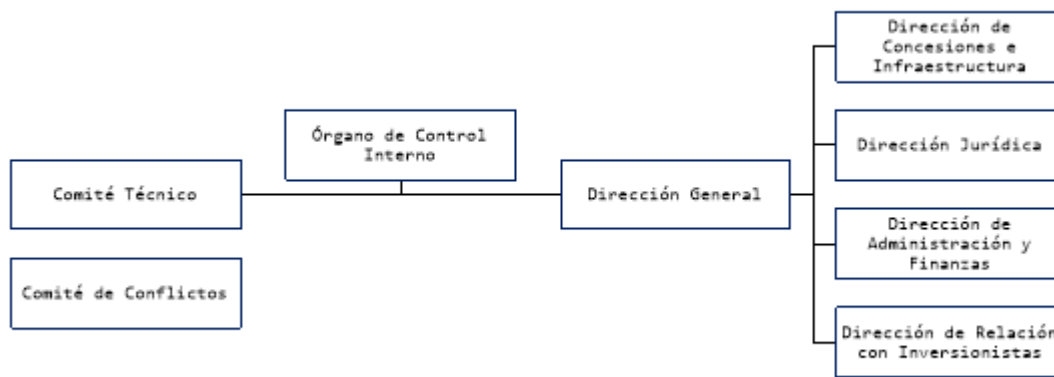 Comité Técnico
Comité de Conflictos
Órgano de Control
Interno
Dirección General
Dirección de
Concesiones e
Infraestructura
Dirección Jurídica
Dirección de
Administración y
Finanzas
Dirección de Relación
con Inversionistas